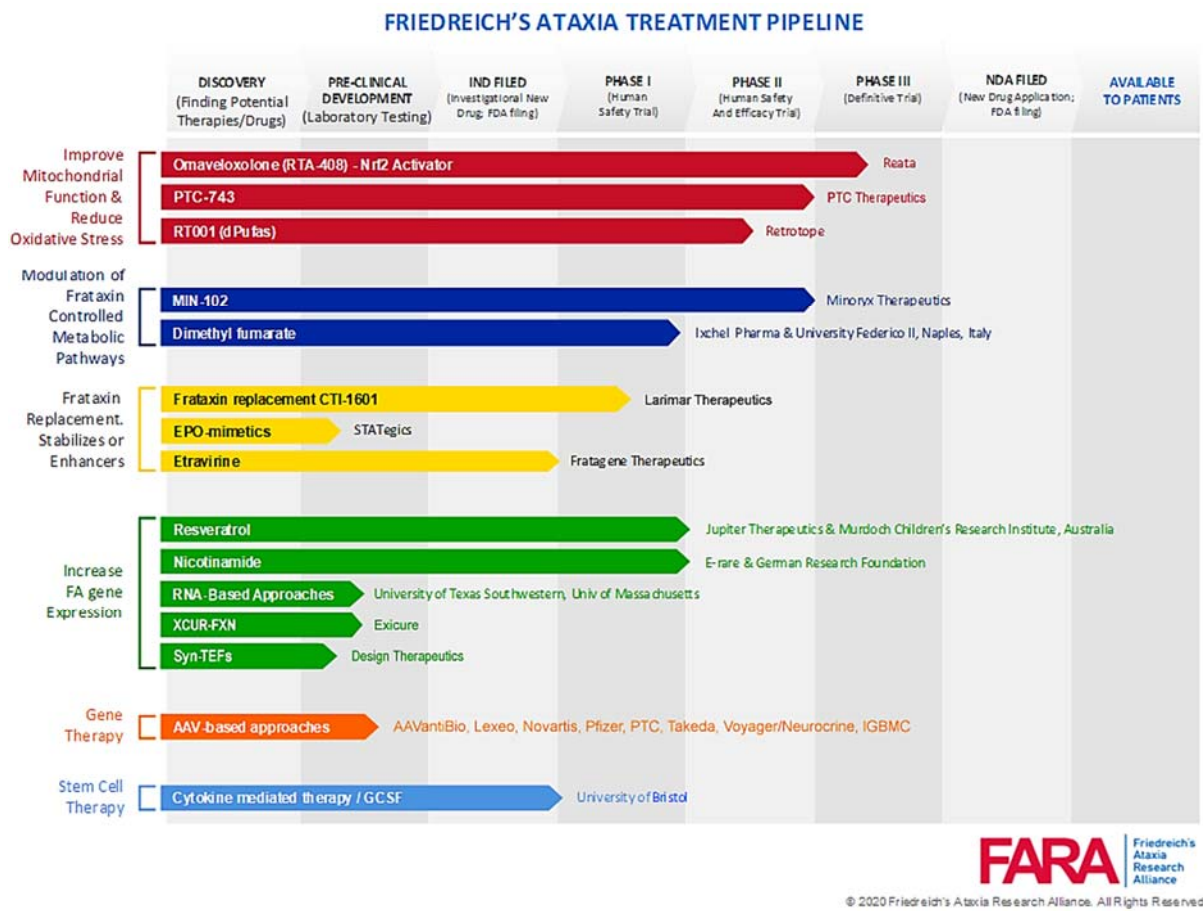 FRIEDREICH'S ATAXIA TREATMENT PIPELINE
DISCOVERY
(Finding Potential
Therapies/Drugs)
PRE-CLINICAL
DEVELOPMENT
(Laboratory Testing)
IND FILED
(Investigational New
Drug; FDA filing)
PHASE I
(Human
Safety Trial)
PHASE II
(Human Safety
And Efficacy Trial)
PHASE III
(Definitive Trial)
NDA FILED
(New Drug Application;
FDA filing)
AVAILABLE
TO PATIENTS
Improve
Mitochondrial
Function &
Reduce
Oxidative Stress
Omaveloxolone (RTA-408) - Nrf2 Activator
Reata
PTC-743
PTC Therapeutics
RT001 (dPufas)
Retrotope
Modulation of
Frataxin
Controlled
Metabolic
Pathways
MIN-102
Minoryx Therapeutics
Dimethyl fumarate
Ixchel Pharma & University Federico II, Naples, Italy
Frataxin
Replacement.
Stabilizes or
Enhancers
Frataxin replacement CTI-1601
Larimar Therapeutics
EPO-mimetics
STATegics
Etravirine
Fratagene Therapeutics
Increase
FA gene
Expression
Resveratrol
Jupiter Therapeutics & Murdoch Children's Research Institute, Australia
Nicotinamide
E-rare & German Research Foundation
RNA-Based Approaches
University of Texas Southwestern, Univ of Massachusetts
XCUR-FXN
Exicure
Syn-TEFs
Design Therapeutics
Gene
Therapy
AAV-based approaches
AAVantiBio, Lexeo, Novartis, Pfizer, PTC, Takeda, Voyager/Neurocrine, IGBMC
Stem Cell
Therapy
Cytokine mediated therapy / GCSF
University of Bristol
FARA
Friedreich's
Ataxia
Research
Alliance
© 2020 Friedreich's Ataxia Research Alliance. All Rights Reserved